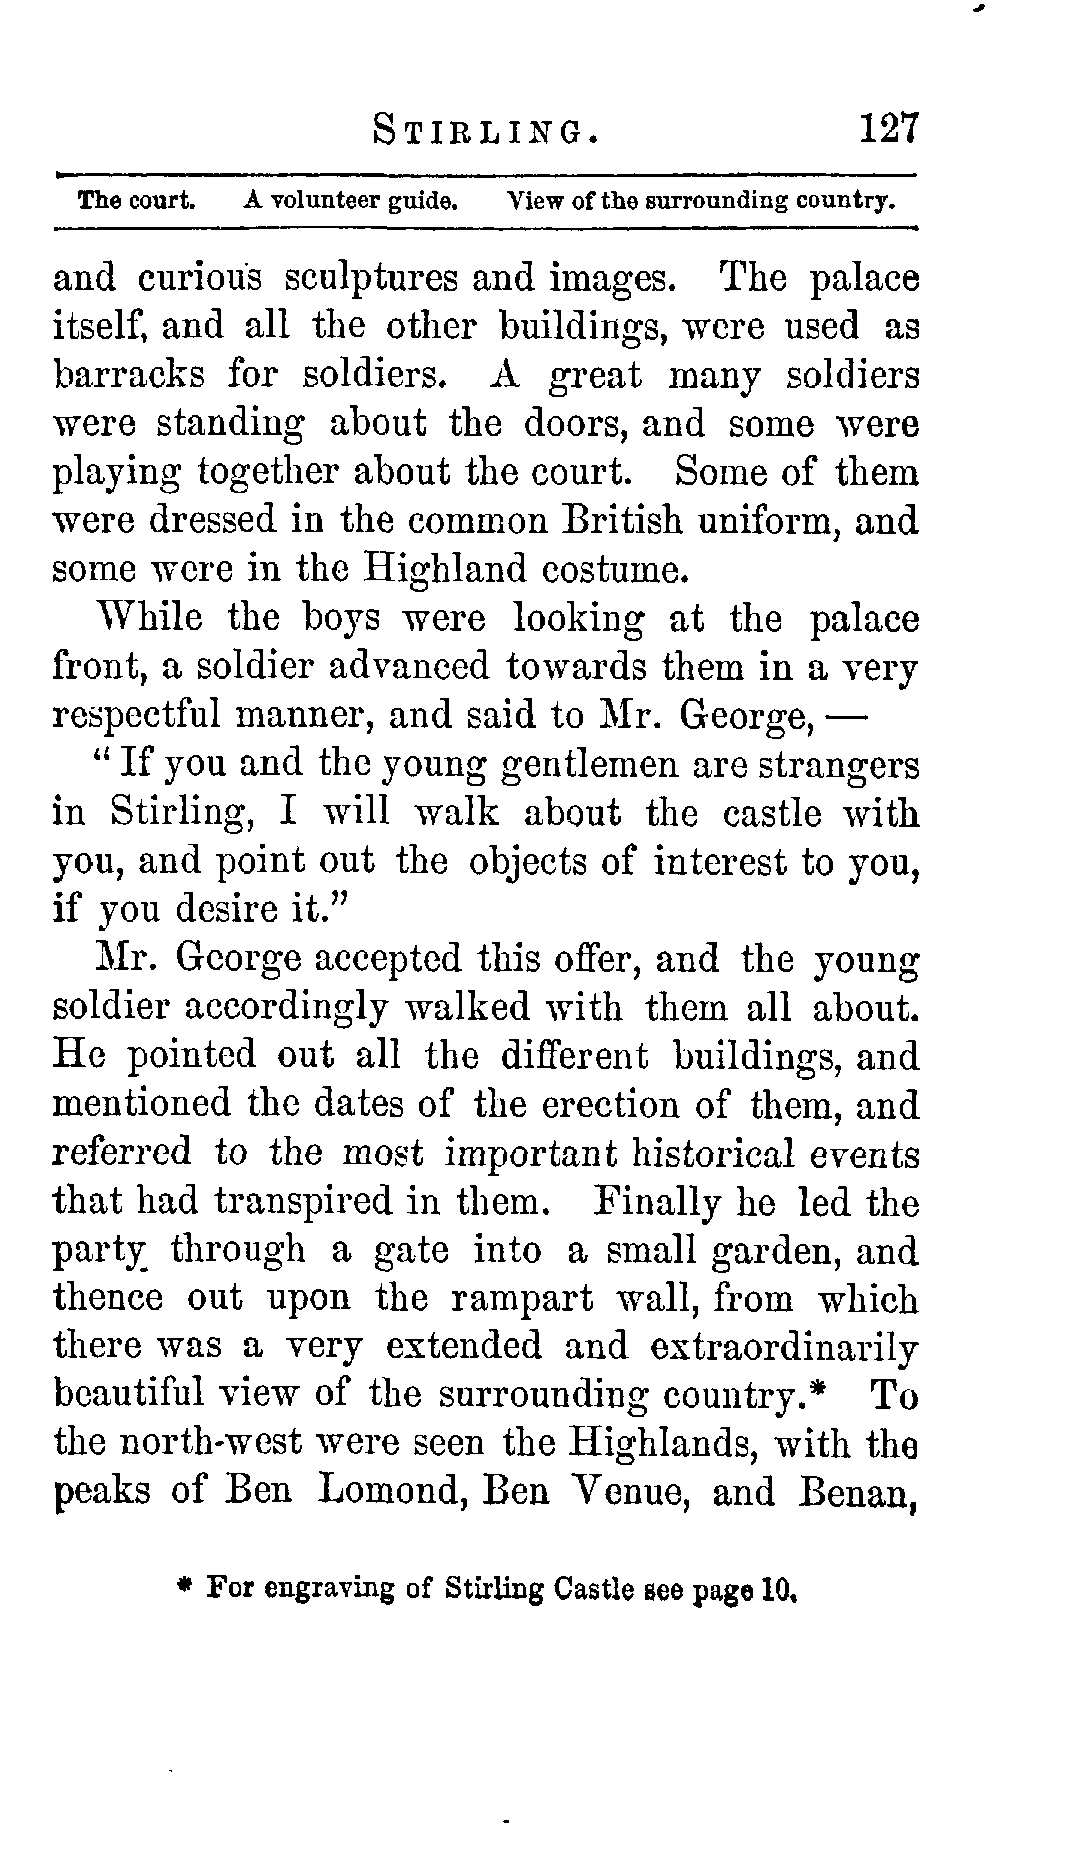 STIRLING. 127
The court. A volunteer guide. View of the surrounding country.
and curious sculptures and images. The palace
itself, and all the other buildings, were used as
barracks for soldiers. A great many soldiers
were standing about the doors, and some were
playing together about the court. Some of them
were dressed in the common British uniform, and
some were in the Highland costume.
While the boys were looking at the palace
front, a soldier advanced towards them in a very
respectful manner, and said to Mr. George, —
“If you and the young gentlemen are strangers
in Stirling, I will walk about the castle with
you, and point out the objects of interest to you,
if you desire it.”
Mr. George accepted this offer, and the young
soldier accordingly walked with them all about.
He pointed out all the different buildings, and
mentioned the dates of the erection of them, and
referred to the most important historical events
that had transpired in them. Finally he led the
party through a gate into a small garden, and
thence out upon the rampart wall, from which
there was a very extended and extraordinarily
beautiful view of the surrounding country.* To
the north-west were seen the Highlands, with the
peaks of Ben Lomond, Ben Venue, and Benan,
* For engraving of Stirling Castle see page 10.